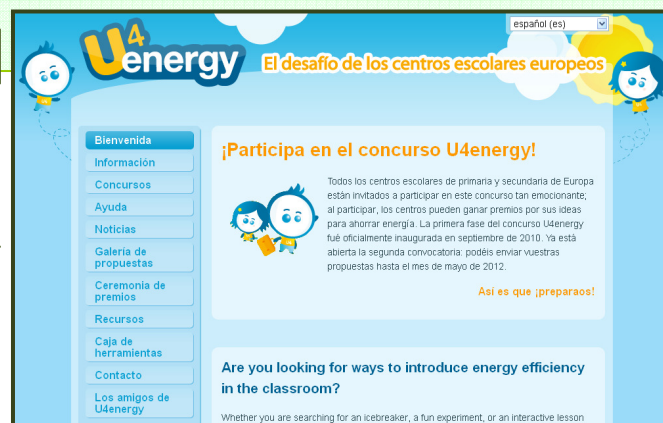 español (es)
U4energy
El desafío de los centros escolares europeos
Bienvenida
Información
Concursos
Ayuda
Noticias
Galería de
propuestas
Ceremonia de
premios
Recursos
Caja de
herramientas
Contacto
Los amigos de
U4energy
¡Participa en el concurso U4energy!
Todos los centros escolares de primaria y secundaria de Europa
están invitados a participar en este concurso tan emocionante;
al participar, los centros pueden ganar premios por sus ideas
para ahorrar energía. La primera fase del concurso U4energy
fué oficialmente inaugurada en septiembre de 2010. Ya está
abierta la segunda convocatoria: podéis enviar vuestras
propuestas hasta el mes de mayo de 2012.
Así es que ¡preparaos!
Are you looking for ways to introduce energy efficiency
in the classroom?
Whether you are searching for an icebreaker, a fun experiment, or an interactive lesson